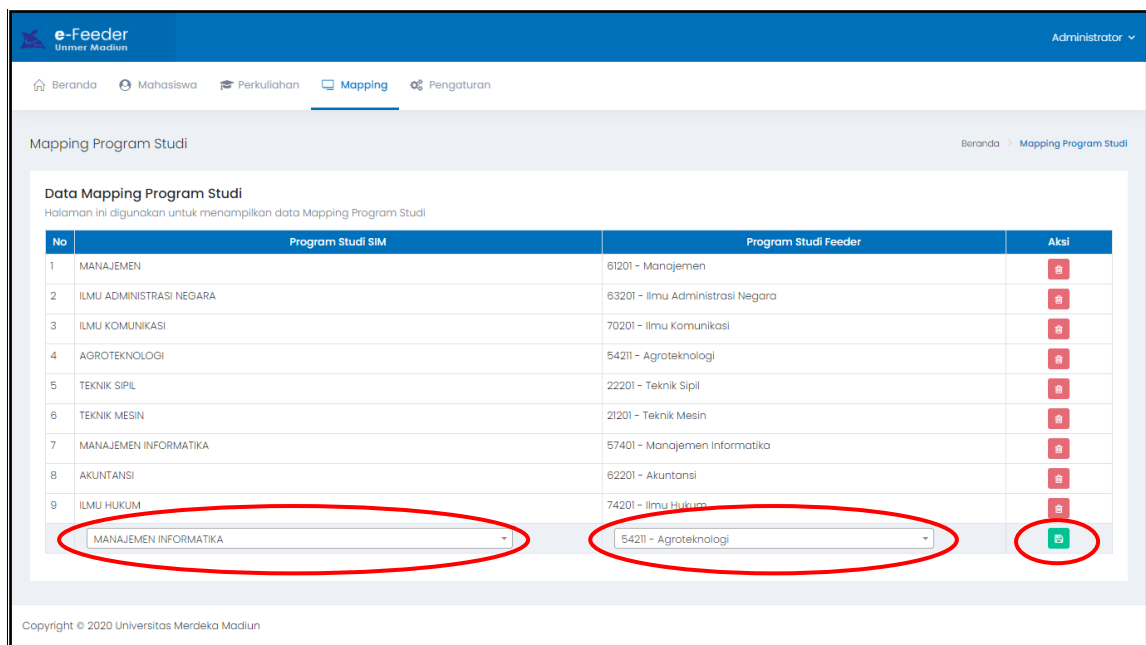 e-Feeder
Unmer Madiun
Administrator
Beranda Mahasiswa Perkuliahan Mapping Pengaturan
Mapping Program Studi
Beranda > Mapping Program Studi
Data Mapping Program Studi
Halaman ini digunakan untuk menampilkan data Mapping Program Studi
No Program Studi SIM Program Studi Feeder Aksi
1 MANAJEMEN 61201 - Manajemen
2 ILMU ADMINISTRASI NEGARA 63201 - Ilmu Administrasi Negara
3 ILMU KOMUNIKASI 70201 - Ilmu Komunikasi
4 AGROTEKNOLOGI 54211 - Agroteknologi
5 TEKNIK SIPIL 22201 - Teknik Sipil
6 TEKNIK MESIN 21201 - Teknik Mesin
7 MANAJEMEN INFORMATIKA 57401 - Manajemen Informatika
8 AKUNTANSI 62201 - Akuntansi
9 ILMU HUKUM 74201 - Ilmu Hukum
MANAJEMEN INFORMATIKA 54211 - Agroteknologi
Copyright © 2020 Universitas Merdeka Madiun